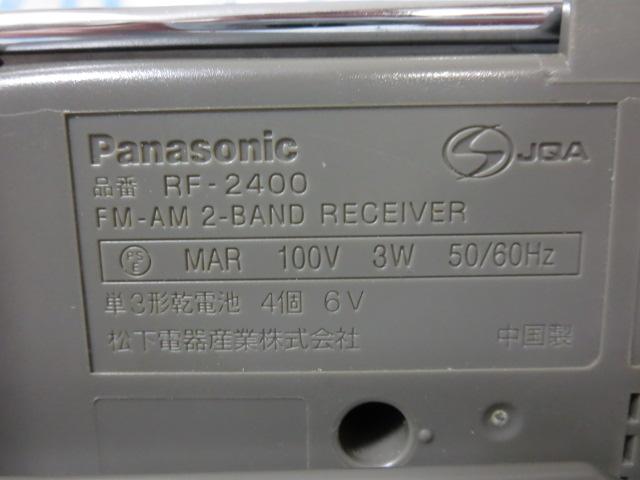 Panasonic
JQA
品番 RF-2400
FM-AM 2-BAND RECEIVER
PS E MAR 100V 3W 50/60Hz
単3形乾電池 4個 6V
松下電器産業株式会社 中国製